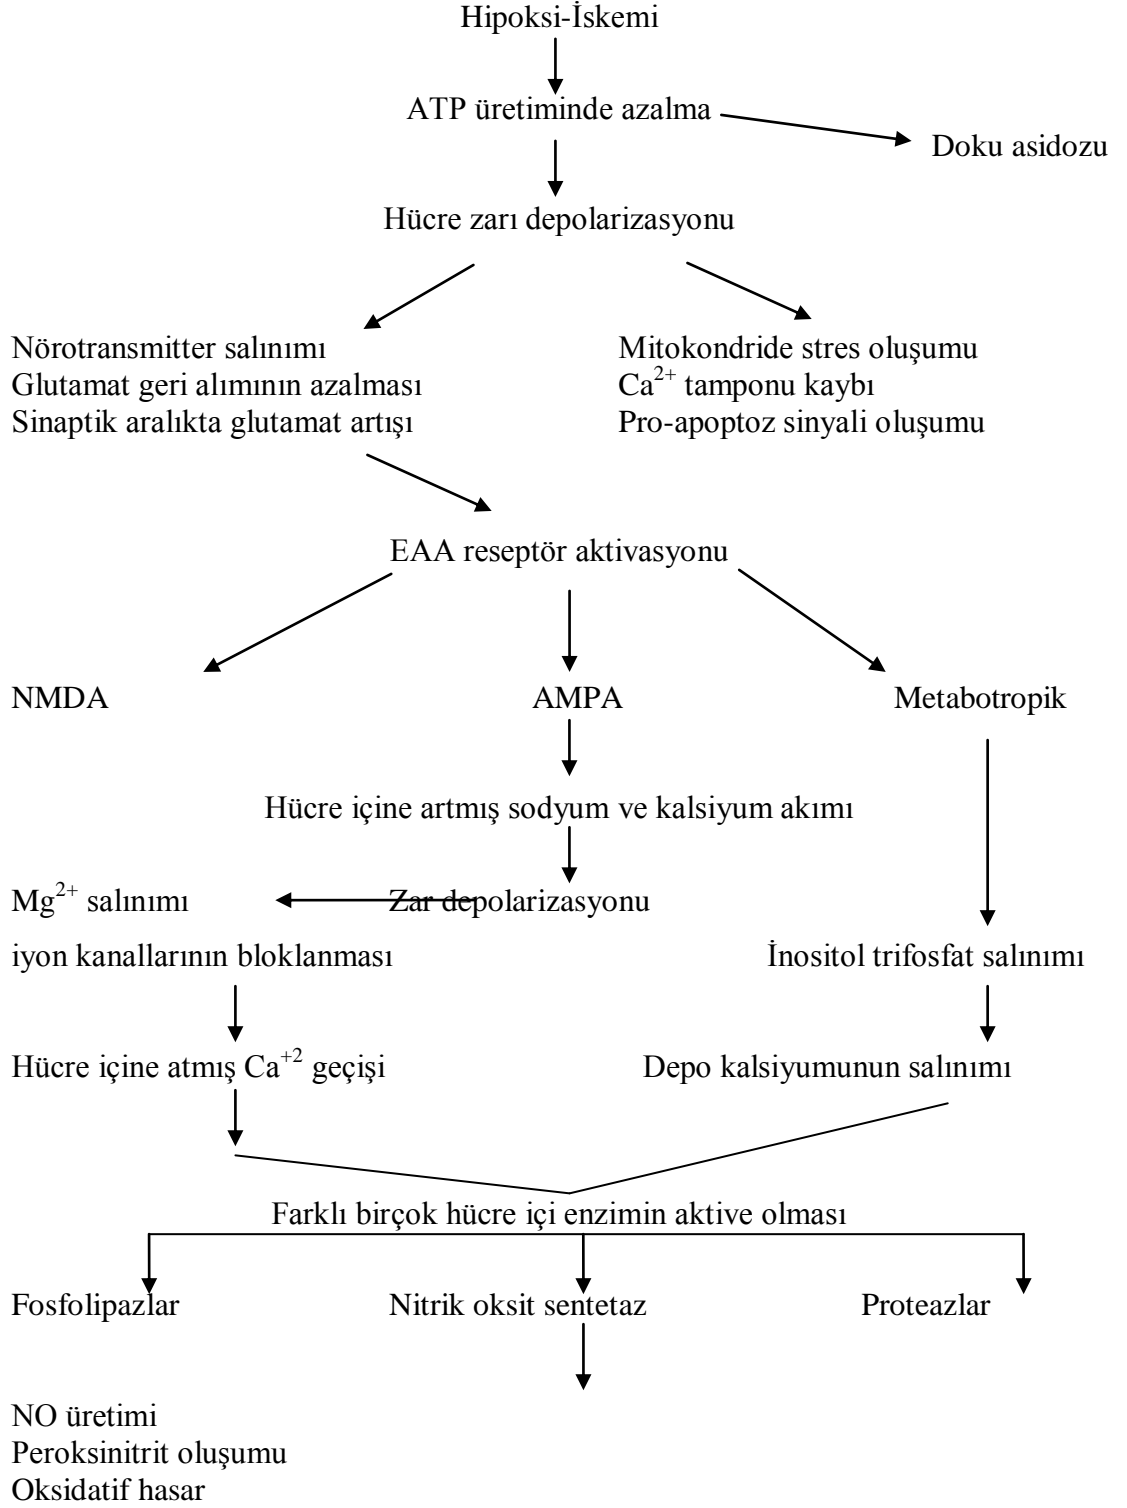 Hipoksi-İskemi
ATP üretiminde azalma
Doku asidozu
Hücre zarı depolarizasyonu
Nörotransmitter salınımı
Glutamat geri alımının azalması
Sinaptik aralıkta glutamat artışı
Mitokondride stres oluşumu
Ca²⁺ tamponu kaybı
Pro-apoptoz sinyali oluşumu
EAA reseptör aktivasyonu
NMDA
AMPA
Metabotropik
Hücre içine artmış sodyum ve kalsiyum akımı
Mg²⁺ salınımı
Zar depolarizasyonu
iyon kanallarının bloklanması
İnositol trifosfat salınımı
Hücre içine atmış Ca⁺² geçişi
Depo kalsiyumunun salınımı
Farklı birçok hücre içi enzimin aktive olması
Fosfolipazlar
Nitrik oksit sentetaz
Proteazlar
NO üretimi
Peroksinitrit oluşumu
Oksidatif hasar